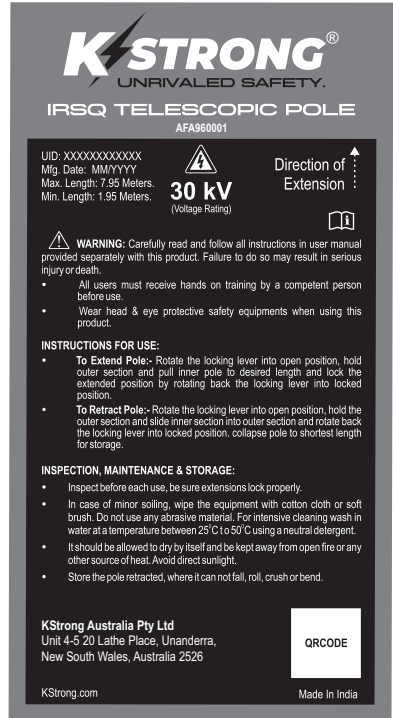 KSTRONG®
UNRIVALED SAFETY.
IRSQ TELESCOPIC POLE
AFA960001
UID: XXXXXXXXXXXX
Mfg. Date: MM/YYYY
Max. Length: 7.95 Meters.
Min. Length: 1.95 Meters.
30 kV
(Voltage Rating)
Direction of
Extension
WARNING: Carefully read and follow all instructions in user manual
provided separately with this product. Failure to do so may result in serious
injury or death.
• All users must receive hands on training by a competent person
before use.
• Wear head & eye protective safety equipments when using this
product.
INSTRUCTIONS FOR USE:
• To Extend Pole:- Rotate the locking lever into open position, hold
outer section and pull inner pole to desired length and lock the
extended position by rotating back the locking lever into locked
position.
• To Retract Pole:- Rotate the locking lever into open position, hold the
outer section and slide inner section into outer section and rotate back
the locking lever into locked position. collapse pole to shortest length
for storage.
INSPECTION, MAINTENANCE & STORAGE:
• Inspect before each use, be sure extensions lock properly.
• In case of minor soiling, wipe the equipment with cotton cloth or soft
brush. Do not use any abrasive material. For intensive cleaning wash in
water at a temperature between 25°C to 50°C using a neutral detergent.
• It should be allowed to dry by itself and be kept away from open fire or any
other source of heat. Avoid direct sunlight.
• Store the pole retracted, where it can not fall, roll, crush or bend.
KStrong Australia Pty Ltd
Unit 4-5 20 Lathe Place, Unanderra,
New South Wales, Australia 2526
QRCODE
KStrong.com
Made In India